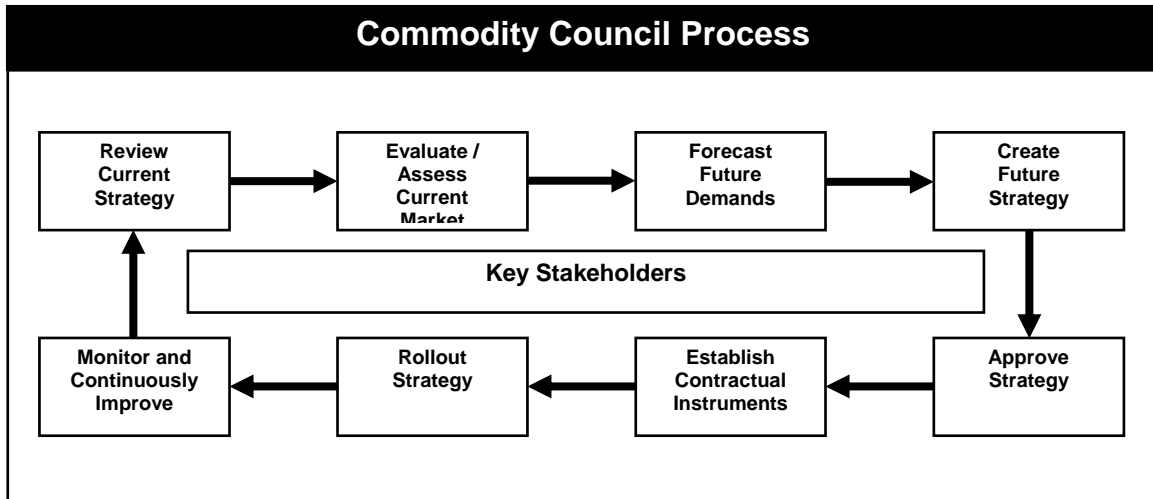 Commodity Council Process
Review
Current
Strategy
Evaluate /
Assess
Current
Market
Forecast
Future
Demands
Create
Future
Strategy
Key Stakeholders
Monitor and
Continuously
Improve
Rollout
Strategy
Establish
Contractual
Instruments
Approve
Strategy